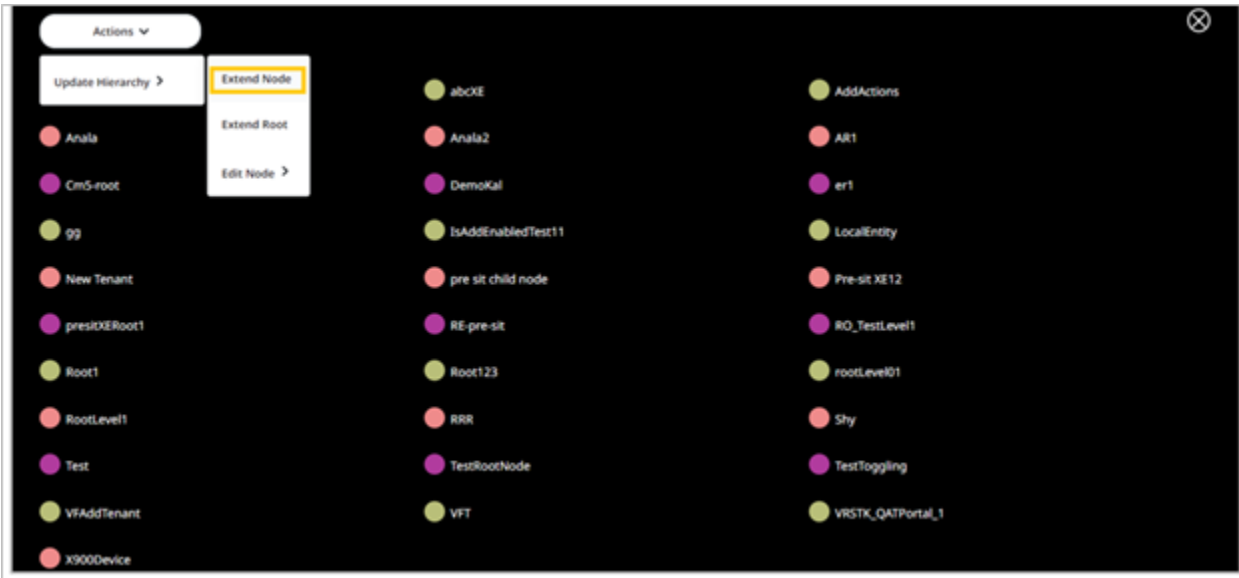 Actions
Update Hierarchy
Extend Node
Extend Root
Edit Node
abcXE
AddActions
Anala
Anala2
AR1
Cm5-root
DemoKal
er1
gg
IsAddEnabledTest11
LocalEntity
New Tenant
pre sit child node
Pre-sit XE12
presitXERoot1
RE-pre-sit
RO_TestLevel1
Root1
Root123
rootLevel01
RootLevel1
RRR
Shy
Test
TestRootNode
TestToggling
VFAddTenant
VFT
VRSTK_QATPortal_1
X900Device